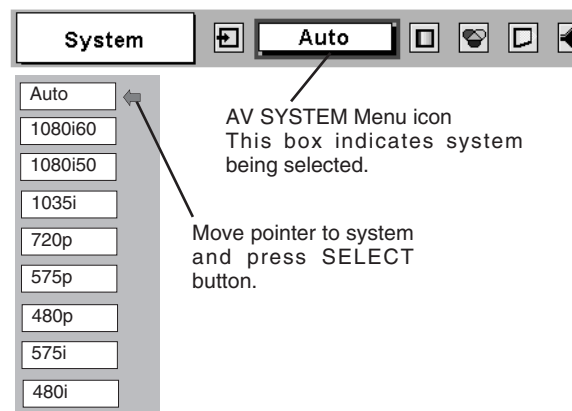 System
Auto
Auto
1080i60
1080i50
1035i
720p
575p
480p
575i
480i
AV SYSTEM Menu icon
This box indicates system
being selected.
Move pointer to system
and press SELECT
button.